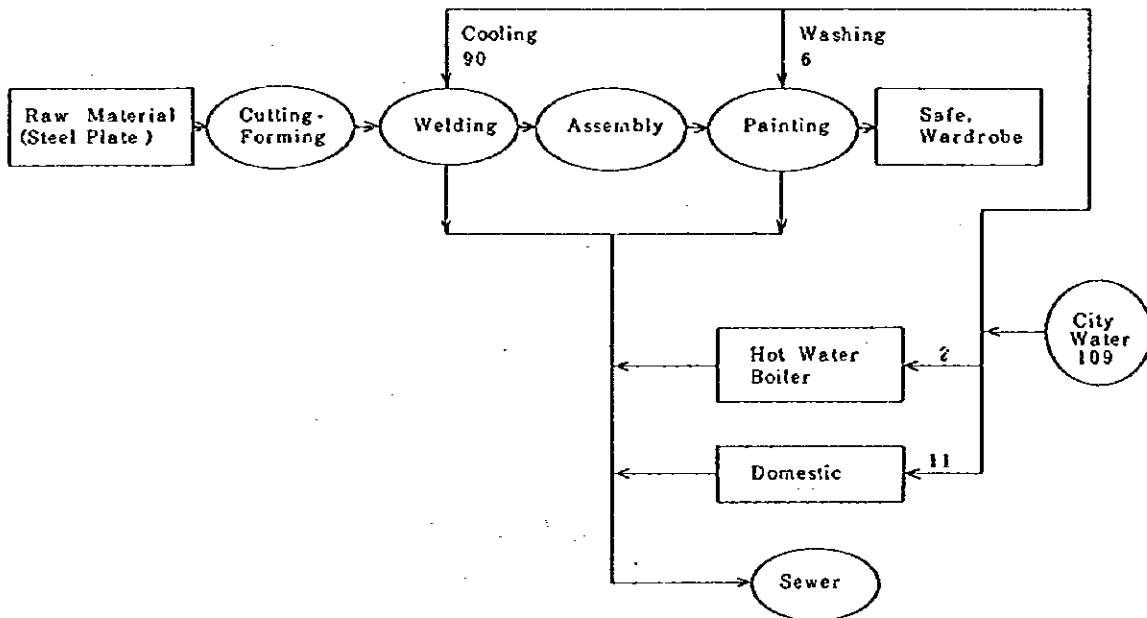 Cooling
90
Washing
6
Raw Material
(Steel Plate)
Cutting-
Forming
Welding
Assembly
Painting
Safe,
Wardrobe
City
Water
109
Hot Water
Boiler
2
Domestic
11
Sewer